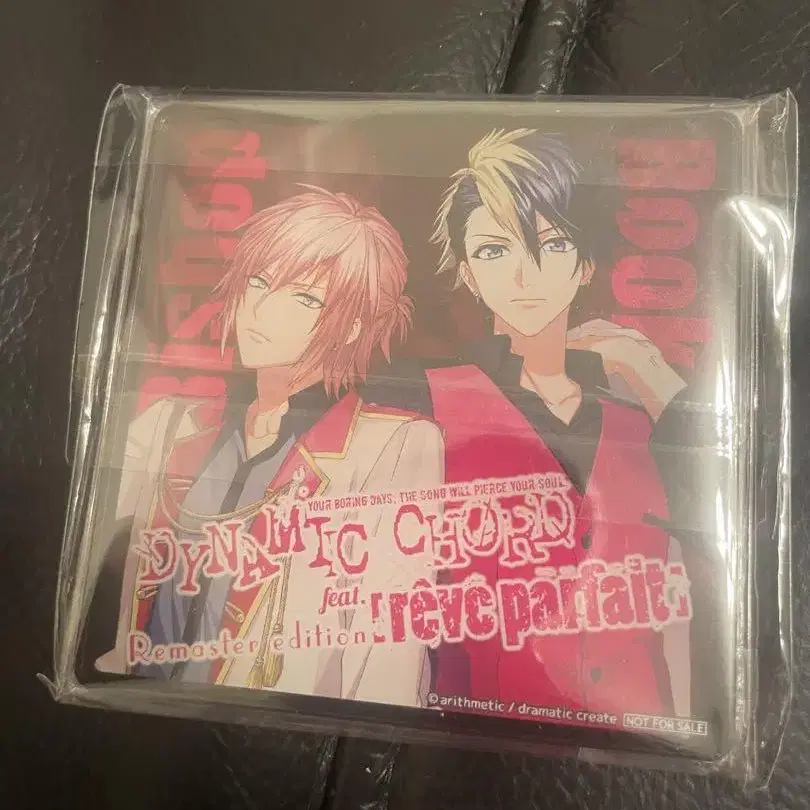 Bishop
ROOK
YOUR BORING DAYS, THE SONG WILL PIERCE YOUR SOUL.
DYNAMIC CHORD
feat.[rêve parfait]
Remaster edition
©arithmetic / dramatic create NOT FOR SALE